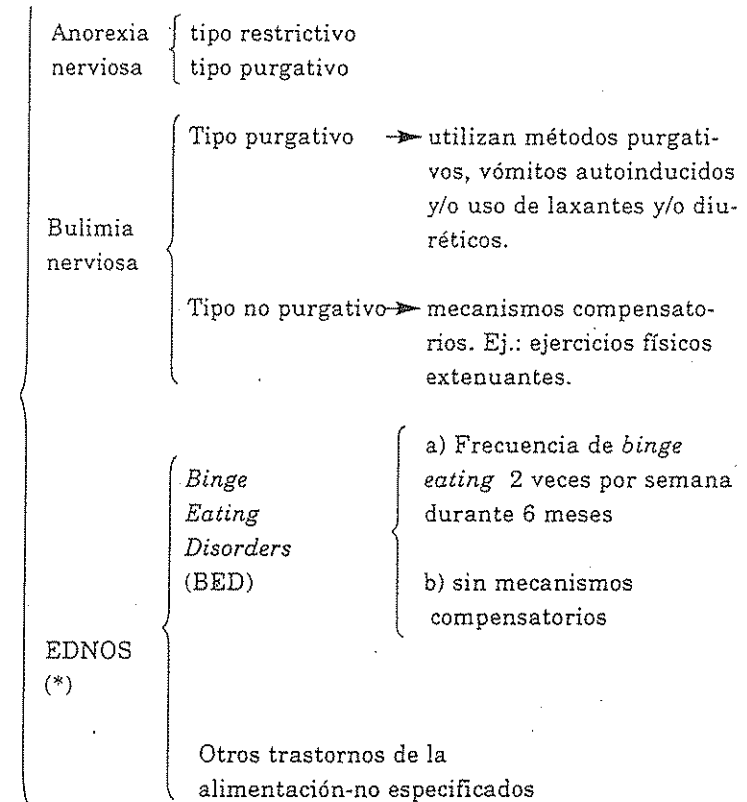 Anorexia
nerviosa
tipo restrictivo
tipo purgativo
Bulimia
nerviosa
Tipo purgativo
utilizan métodos purgati-
vos, vómitos autoinducidos
y/o uso de laxantes y/o diu-
réticos.
Tipo no purgativo
mecanismos compensato-
rios. Ej.: ejercicios físicos
extenuantes.
EDNOS
(*)
Binge
Eating
Disorders
(BED)
a) Frecuencia de binge
eating 2 veces por semana
durante 6 meses
b) sin mecanismos
compensatorios
Otros trastornos de la
alimentación-no especificados